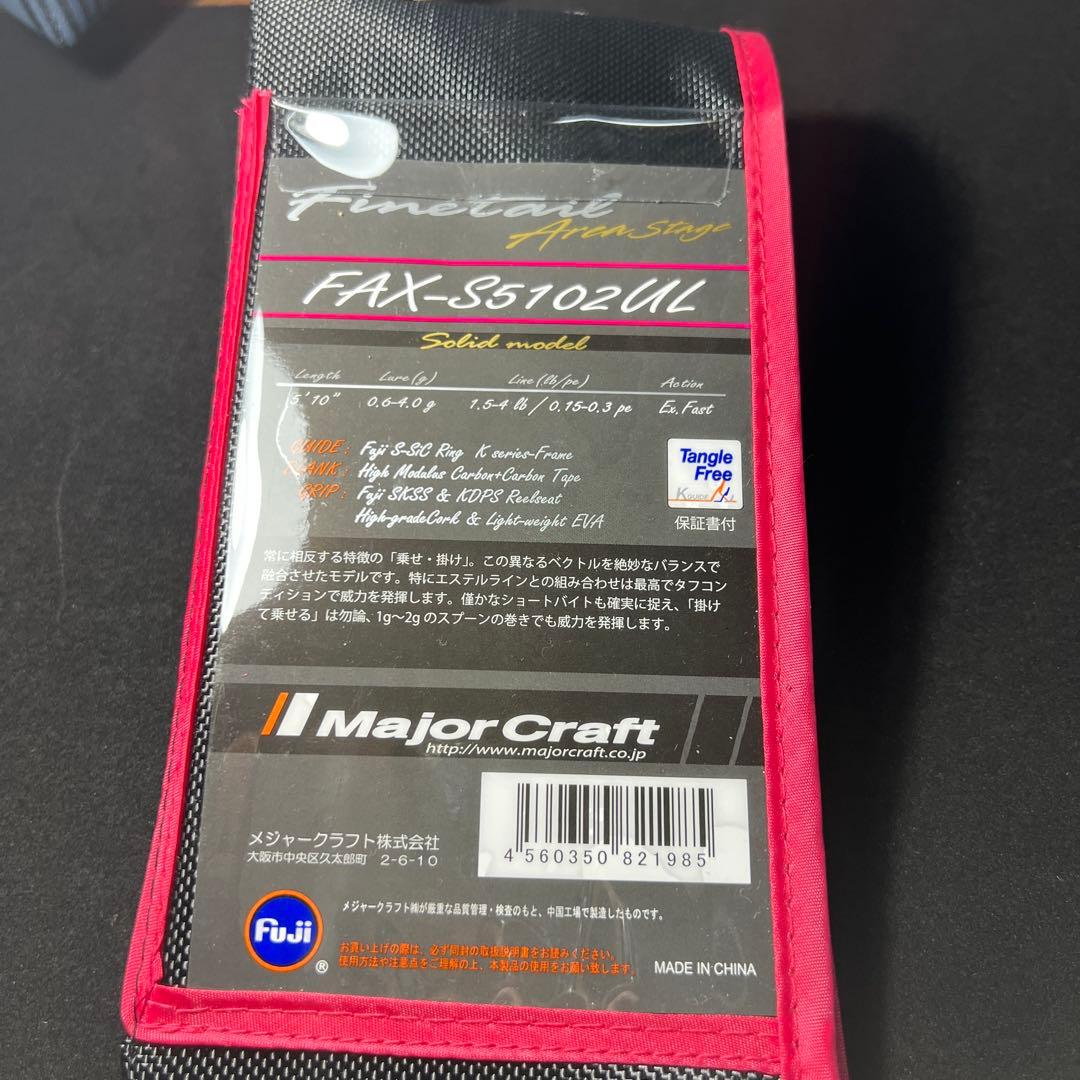 Finetail
Area Stage
FAX-S5102UL
Solid model
Length Lure(g) Line(lb/pe) Action
5'10" 0.6-4.0 g 1.5-4 lb / 0.15-0.3 pe Ex. Fast
GUIDE : Fuji S-SiC Ring K series-Frame
BLANK : High Modulus Carbon+Carbon Tape
GRIP : Fuji SKSS & KDPS Reelseat
High-gradeCork & Light-weight EVA
Tangle
Free
K GUIDE
保証書付
常に相反する特徴の「乗せ・掛け」。この異なるベクトルを絶妙なバランスで
融合させたモデルです。特にエステルラインとの組み合わせは最高でタフコン
ディションで威力を発揮します。僅かなショートバイトも確実に捉え、「掛け
て乗せる」は勿論、1g〜2gのスプーンの巻きでも威力を発揮します。
Major Craft
http://www.majorcraft.co.jp
メジャークラフト株式会社
大阪市中央区久太郎町 2-6-10
4 560350 821985
Fuji
®
メジャークラフト㈱が厳重な品質管理・検査のもと、中国工場で製造したものです。
お買い上げの際は、必ず同封の取扱説明書をお読みください。
使用方法や注意点をご理解の上、本製品の使用をお願い致します。
MADE IN CHINA